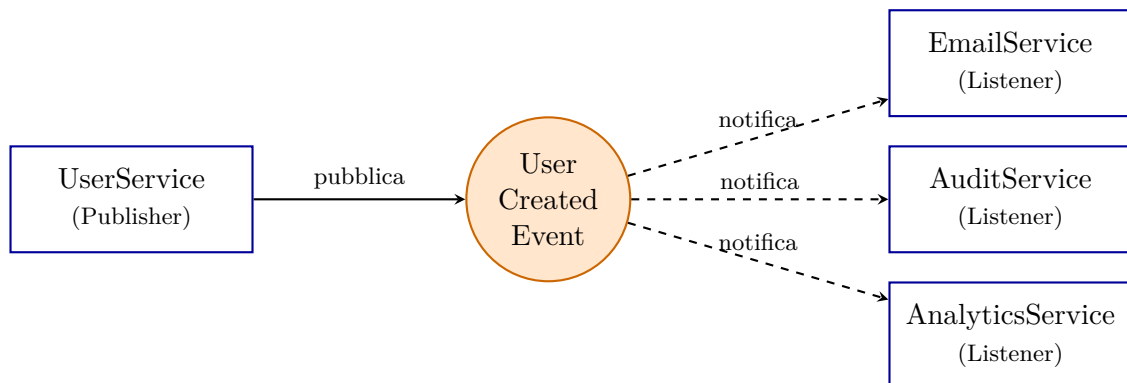 UserService
(Publisher)
pubblica
User
Created
Event
notifica
notifica
notifica
EmailService
(Listener)
AuditService
(Listener)
AnalyticsService
(Listener)